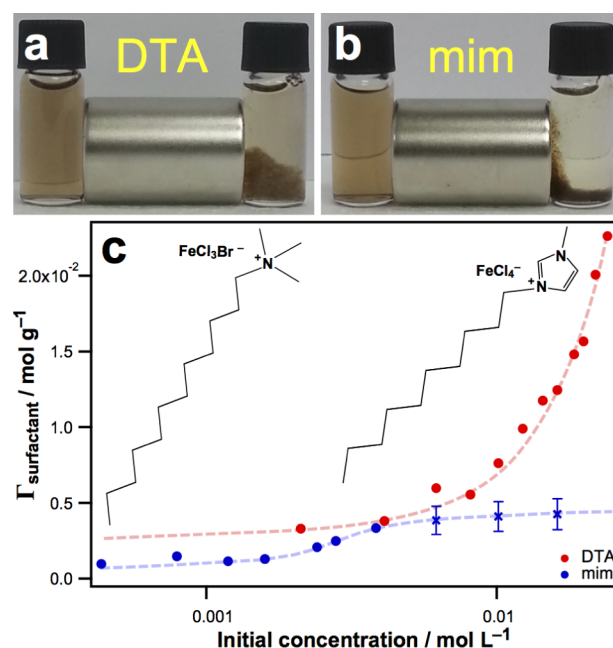 a DTA
b mim
c
FeCl₃Br⁻
+
N
FeCl₄⁻
N
+
N
Γsurfactant / mol g⁻¹
2.0x10⁻²
1.5
1.0
0.5
0.0
0.001
0.01
DTA
mim
Initial concentration / mol L⁻¹